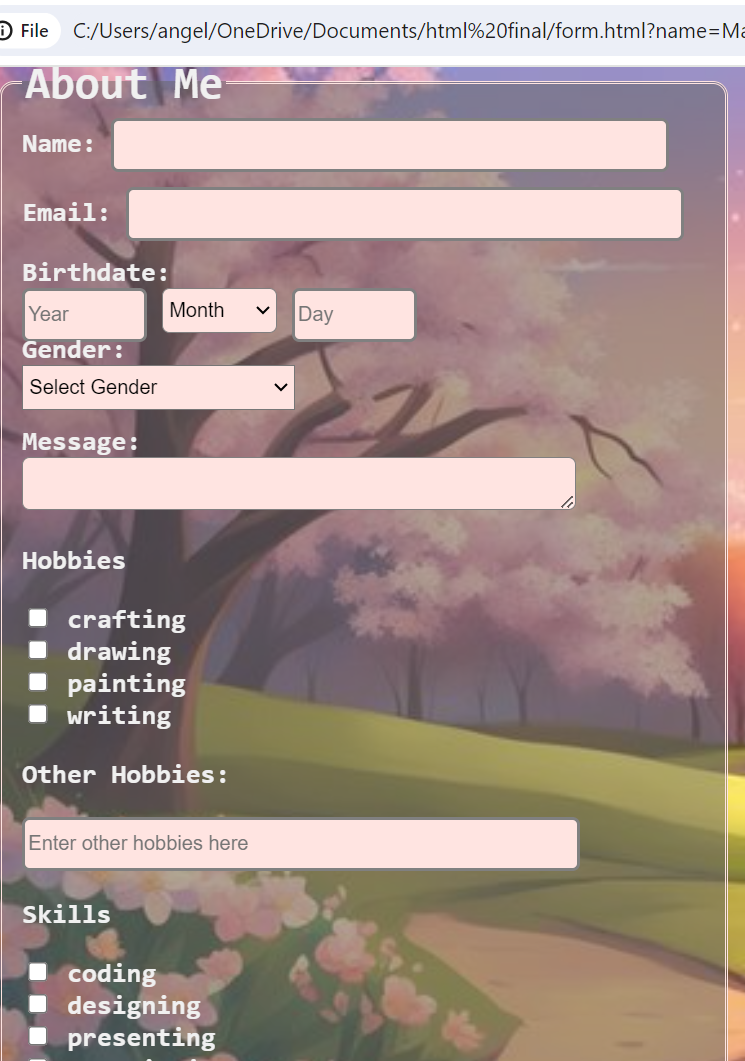 File C:/Users/angel/OneDrive/Documents/html%20final/form.html?name=Ma
About Me
Name:
Email:
Birthdate:
Year Month Day
Gender:
Select Gender
Message:
Hobbies
crafting
drawing
painting
writing
Other Hobbies:
Enter other hobbies here
Skills
coding
designing
presenting